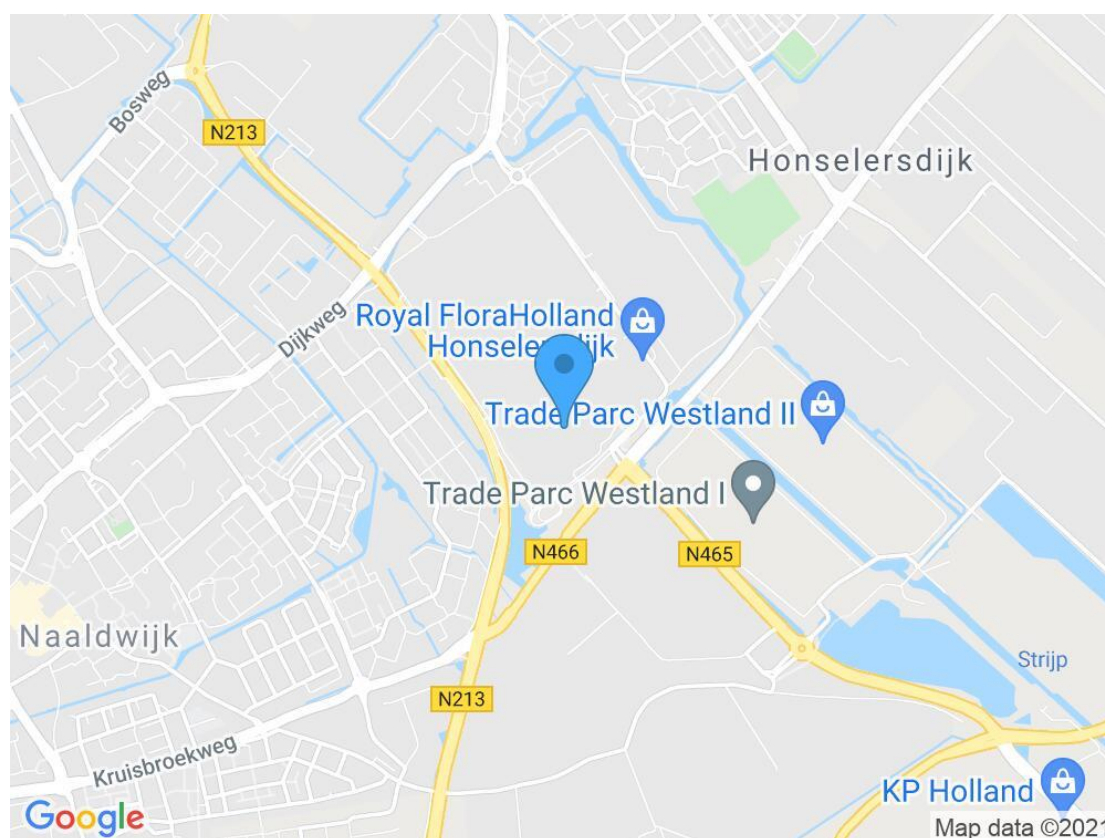 Bosweg
N213
Honselersdijk
Dijkweg
Royal FloraHolland
Honselersdijk
Trade Parc Westland II
Trade Parc Westland I
N466
N465
Naaldwijk
Strijp
N213
Kruisbroekweg
KP Holland
Google
Map data ©2021